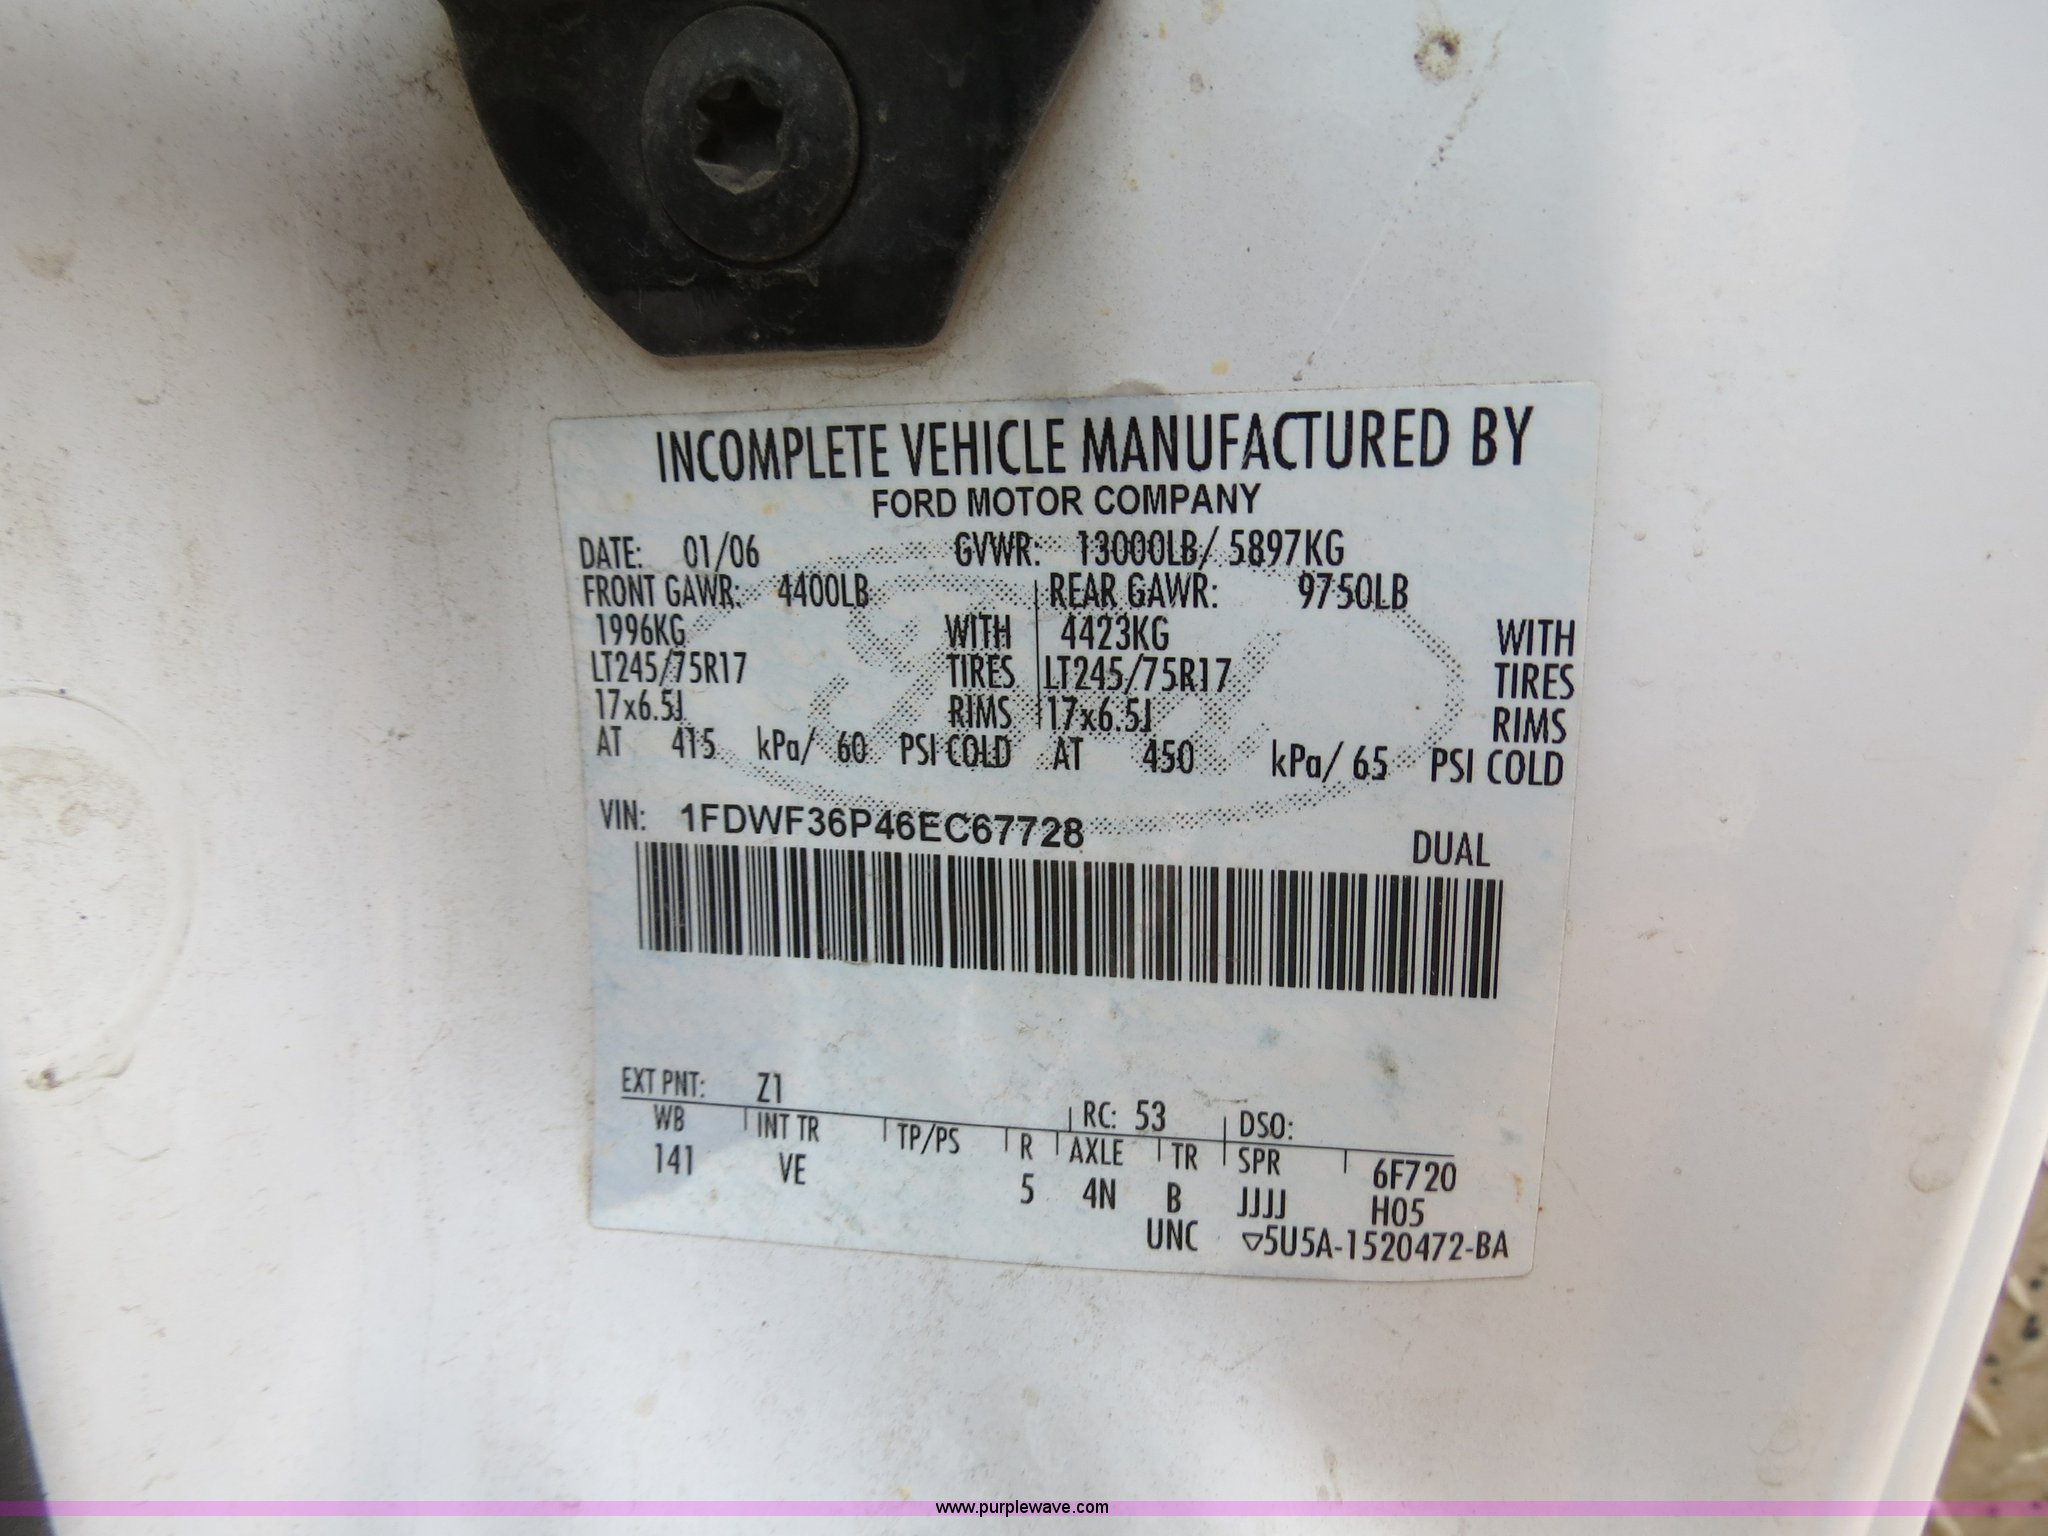 INCOMPLETE VEHICLE MANUFACTURED BY
FORD MOTOR COMPANY
DATE: 01/06 GVWR: 13000LB/ 5897KG
FRONT GAWR: 4400LB REAR GAWR: 9750LB
1996KG WITH 4423KG WITH
LT245/75R17 TIRES LT245/75R17 TIRES
17x6.5J RIMS 17x6.5J RIMS
AT 415 kPa/ 60 PSI COLD AT 450 kPa/ 65 PSI COLD
VIN: 1FDWF36P46EC67728
DUAL
EXT PNT: Z1 RC: 53 DSO:
WB INT TR TP/PS R AXLE TR SPR 6F720
141 VE 5 4N B JJJJ H05
UNC ▽5U5A-1520472-BA
www.purplewave.com